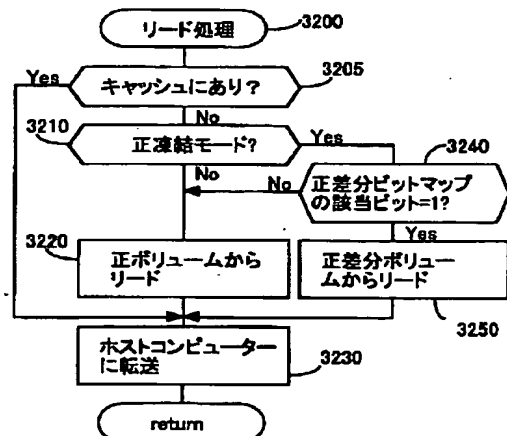 リード処理
3200
Yes
キャッシュにあり?
3205
No
3210
正凍結モード?
Yes
3240
No
No
正差分ビットマップ
の該当ビット=1?
Yes
3220
正ボリュームから
リード
正差分ボリュー
ムからリード
3250
ホストコンピューター
に転送
3230
return